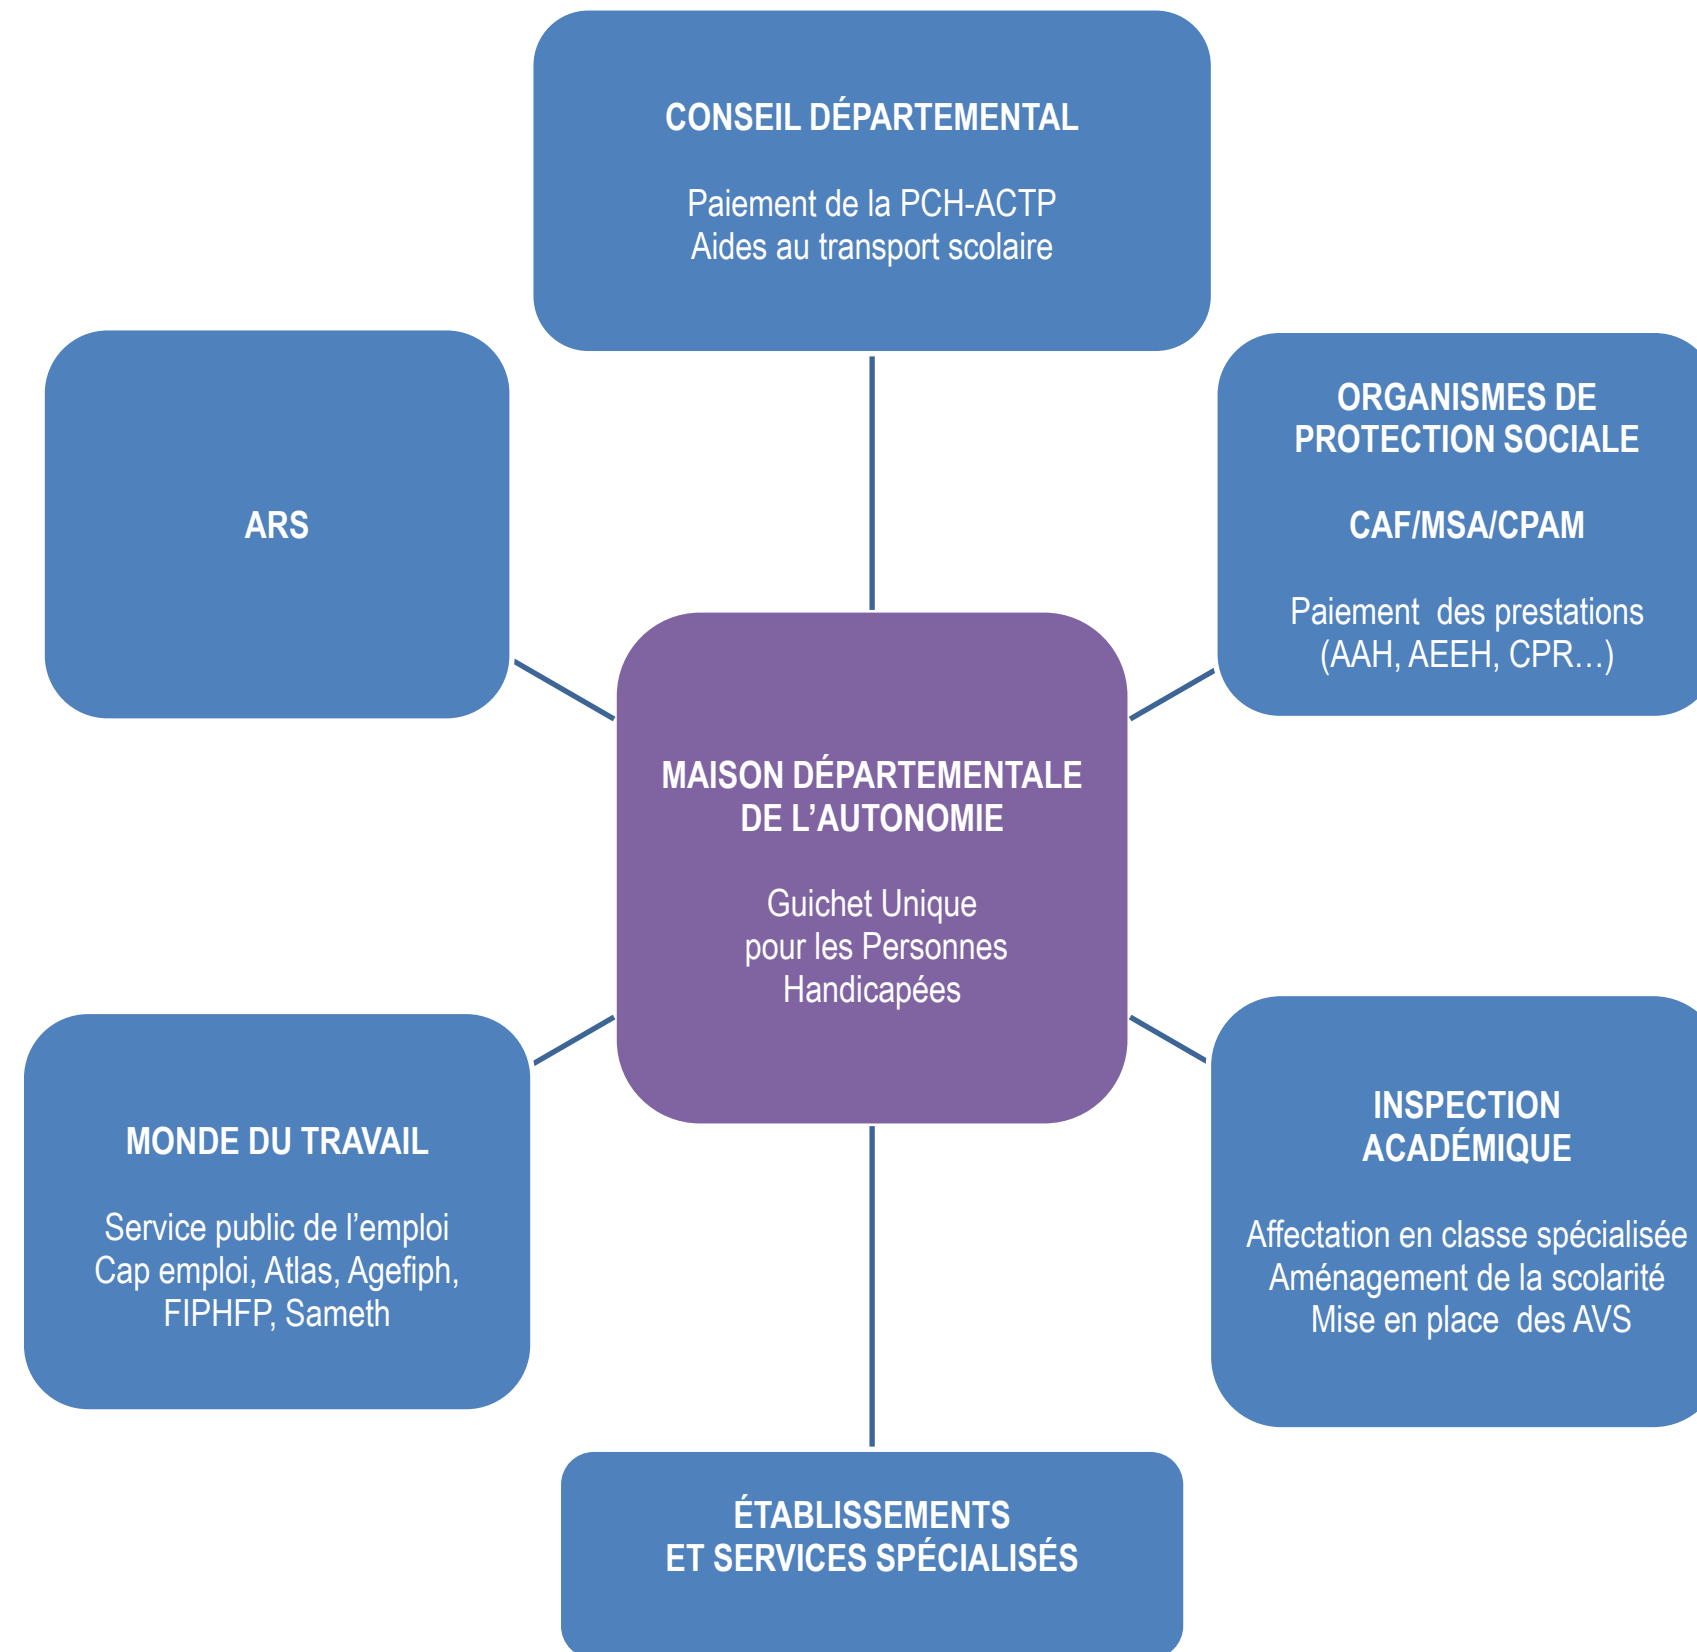 CONSEIL DÉPARTEMENTAL
Paiement de la PCH-ACTP
Aides au transport scolaire
ARS
ORGANISMES DE
PROTECTION SOCIALE
CAF/MSA/CPAM
Paiement  des prestations
(AAH, AEEH, CPR…)
MAISON DÉPARTEMENTALE
DE L’AUTONOMIE
Guichet Unique
pour les Personnes
Handicapées
MONDE DU TRAVAIL
Service public de l’emploi
Cap emploi, Atlas, Agefiph,
FIPHFP, Sameth
INSPECTION
ACADÉMIQUE
Affectation en classe spécialisée
Aménagement de la scolarité
Mise en place  des AVS
ÉTABLISSEMENTS
ET SERVICES SPÉCIALISÉS